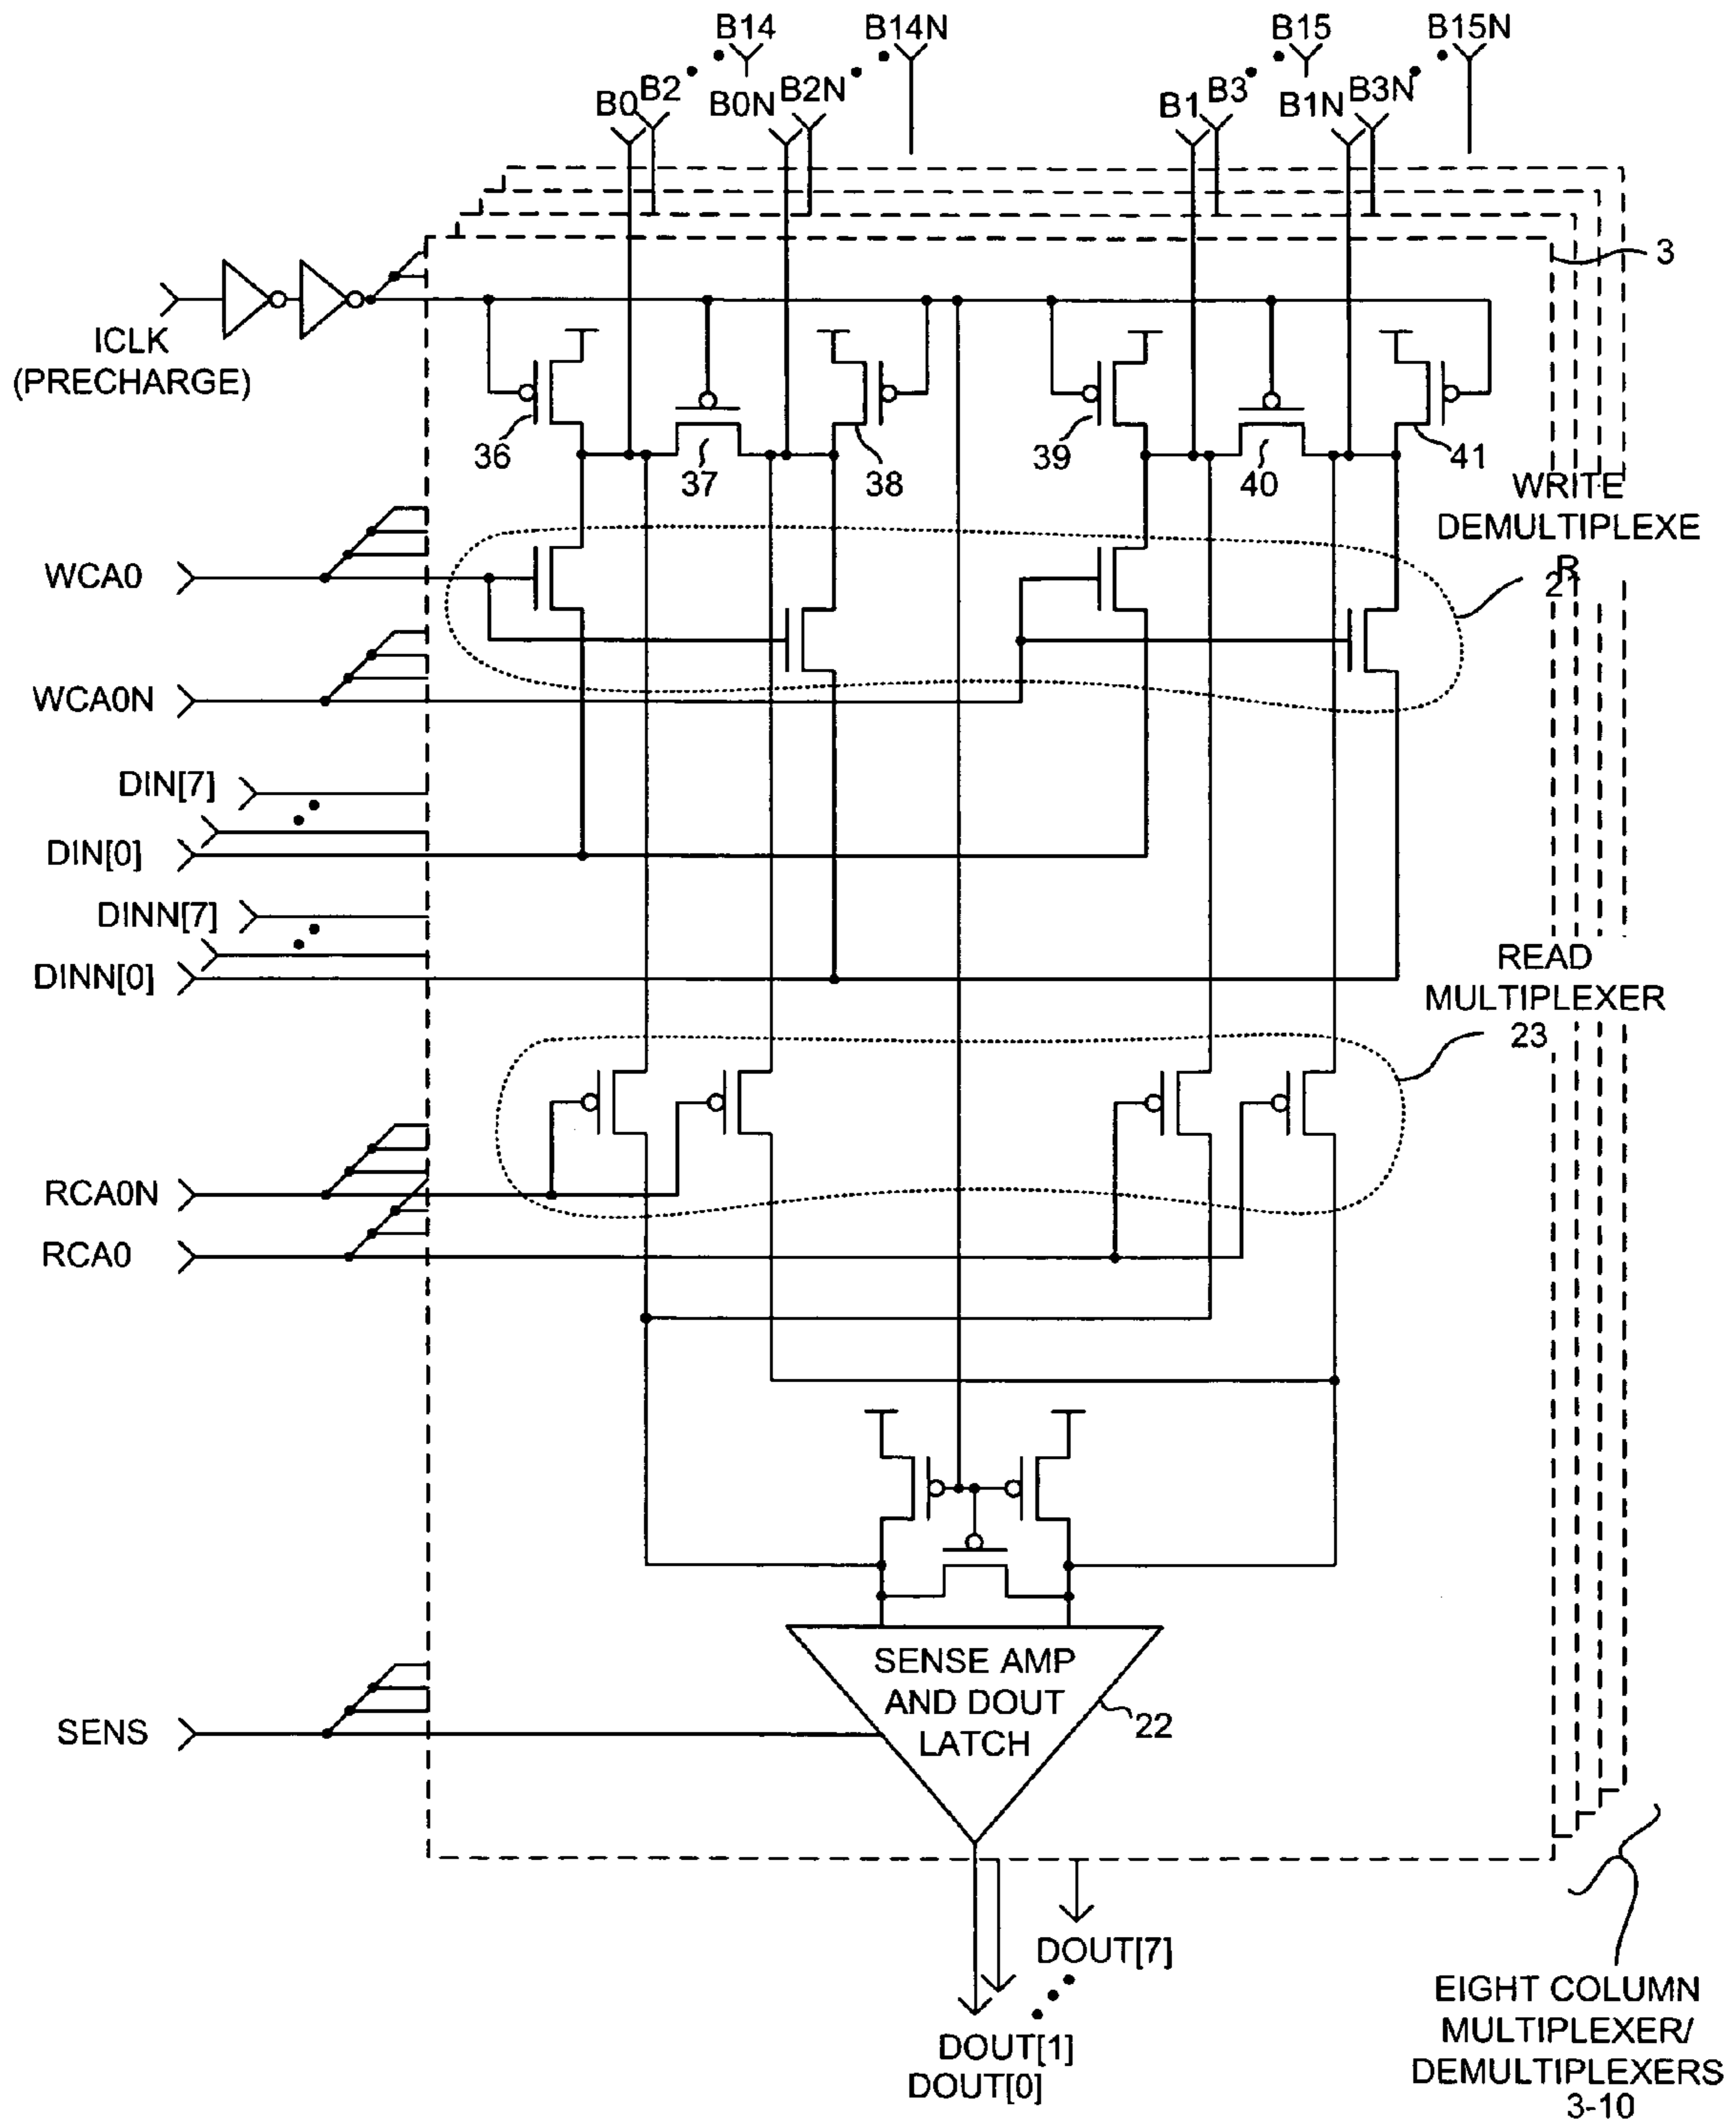 B14
B14N
B15
B15N
B0
B2
B0N
B2N
B1
B3
B1N
B3N
3
ICLK
(PRECHARGE)
36
37
38
39
40
41
WRITE
DEMULTIPLEXE
R
21
WCA0
WCA0N
DIN[7]
DIN[0]
DINN[7]
DINN[0]
READ
MULTIPLEXER
23
RCA0N
RCA0
SENSE AMP
AND DOUT
LATCH
22
SENS
DOUT[7]
DOUT[1]
DOUT[0]
EIGHT COLUMN
MULTIPLEXER/
DEMULTIPLEXERS
3-10